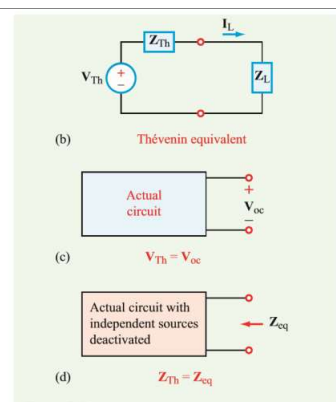 I_L
Z_Th
V_Th
+
−
Z_L
(b) Thévenin equivalent
Actual
circuit
+
V_oc
−
(c) V_Th = V_oc
Actual circuit with
independent sources
deactivated
Z_eq
(d) Z_Th = Z_eq